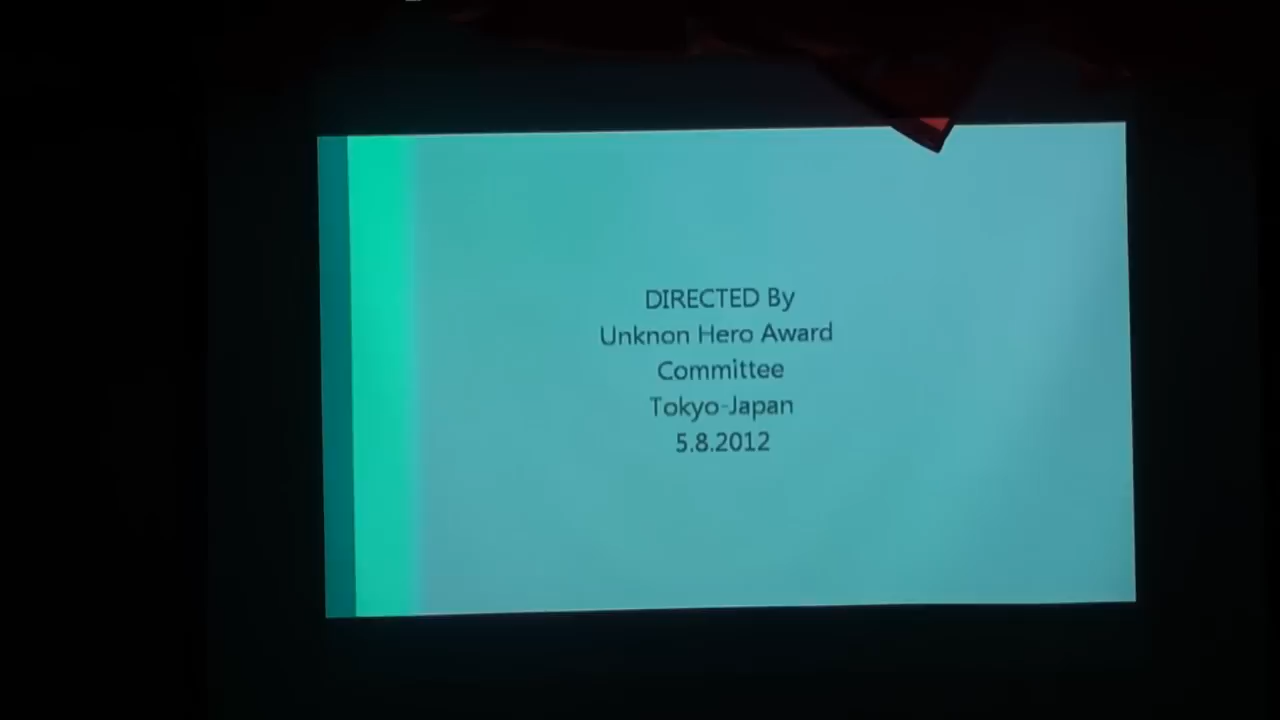 DIRECTED By
Unknon Hero Award
Committee
Tokyo-Japan
5.8.2012